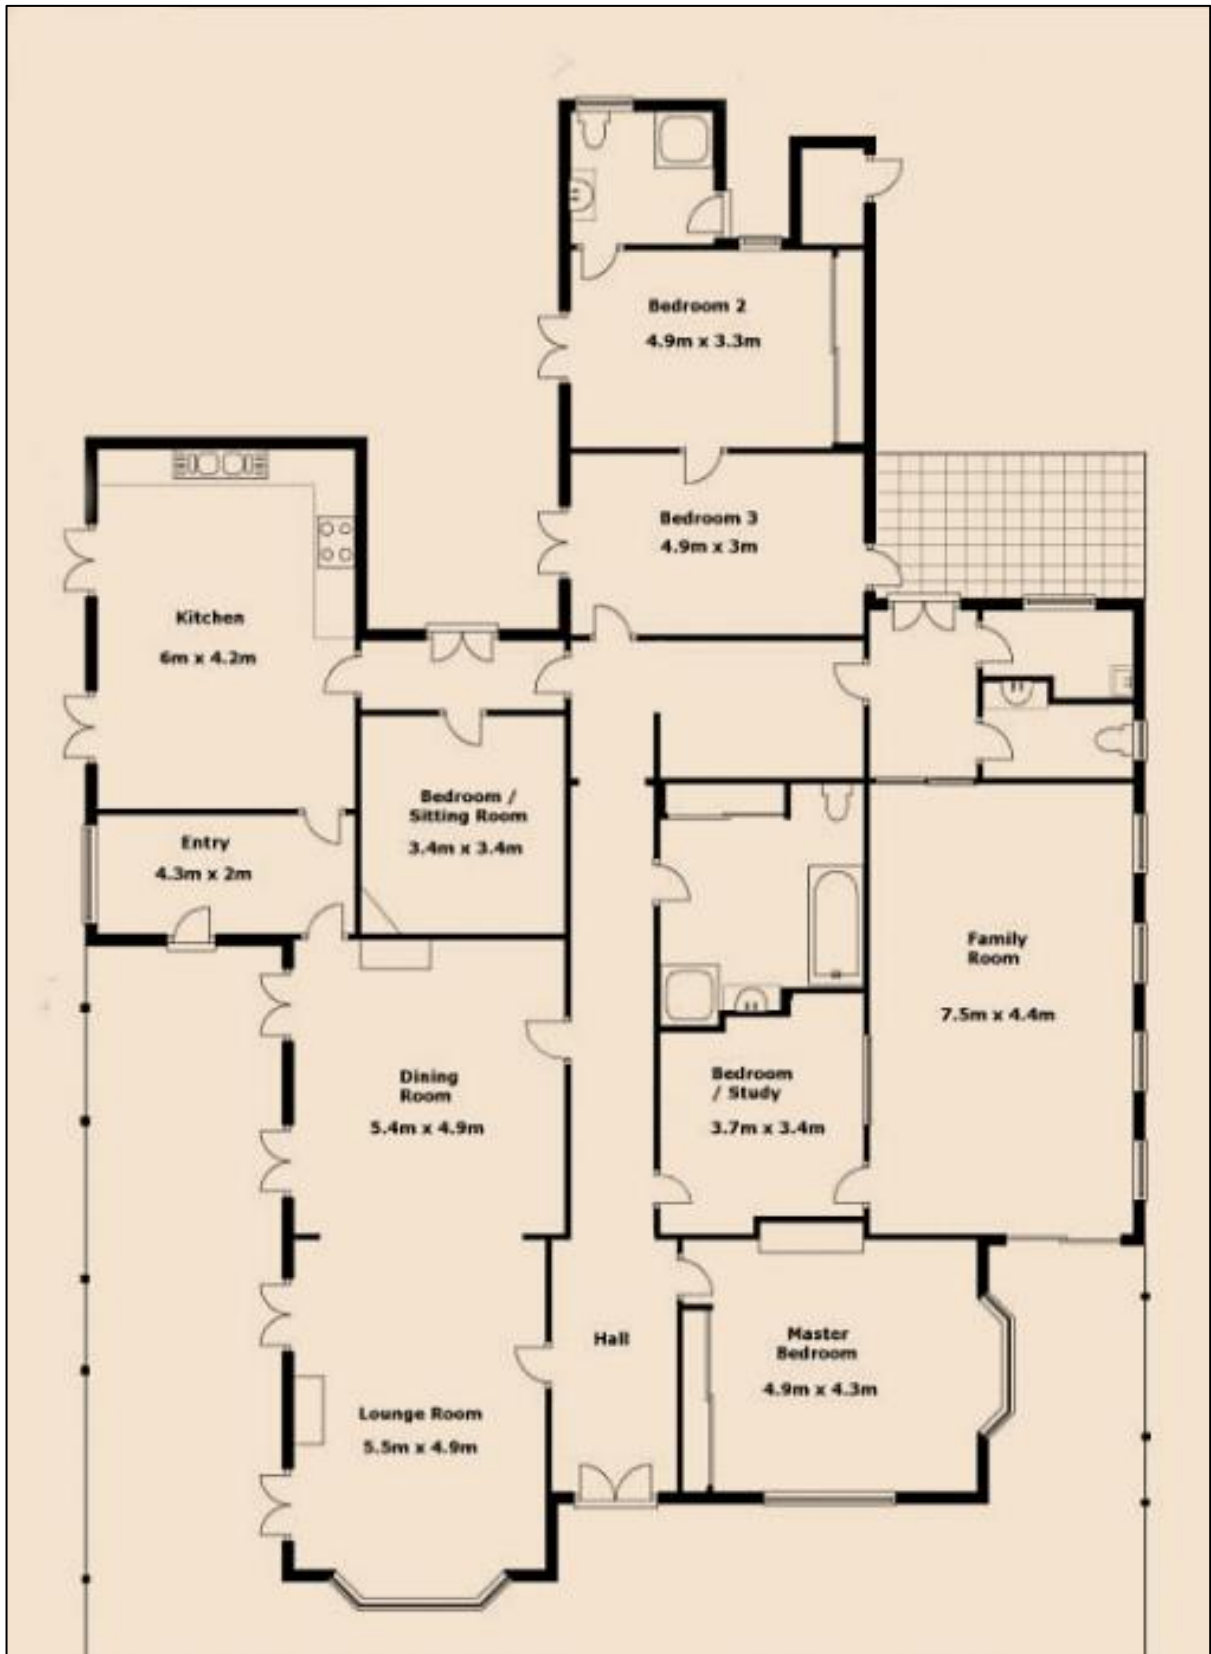 Bedroom 2
4.9m x 3.3m
Bedroom 3
4.9m x 3m
Kitchen
6m x 4.2m
Bedroom /
Sitting Room
3.4m x 3.4m
Entry
4.3m x 2m
Family
Room
7.5m x 4.4m
Dining
Room
5.4m x 4.9m
Bedroom
/ Study
3.7m x 3.4m
Hall
Master
Bedroom
4.9m x 4.3m
Lounge Room
5.5m x 4.9m